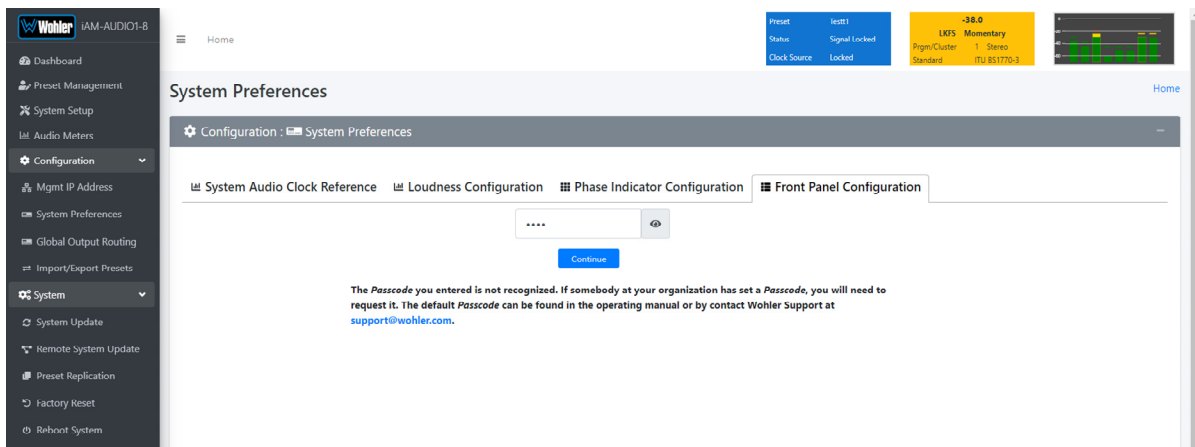 Wohler iAM-AUDIO1-8
Dashboard
Preset Management
System Setup
Audio Meters
Configuration
Mgmt IP Address
System Preferences
Global Output Routing
Import/Export Presets
System
System Update
Remote System Update
Preset Replication
Factory Reset
Reboot System
Home
Preset Testt1
Status Signal Locked
Clock Source Locked
-38.0
LKFS Momentary
Prgm/Cluster 1 Stereo
Standard ITU BS1770-3
System Preferences
Home
Configuration : System Preferences
System Audio Clock Reference Loudness Configuration Phase Indicator Configuration Front Panel Configuration
••••
Continue
The Passcode you entered is not recognized. If somebody at your organization has set a Passcode, you will need to
request it. The default Passcode can be found in the operating manual or by contact Wohler Support at
support@wohler.com.